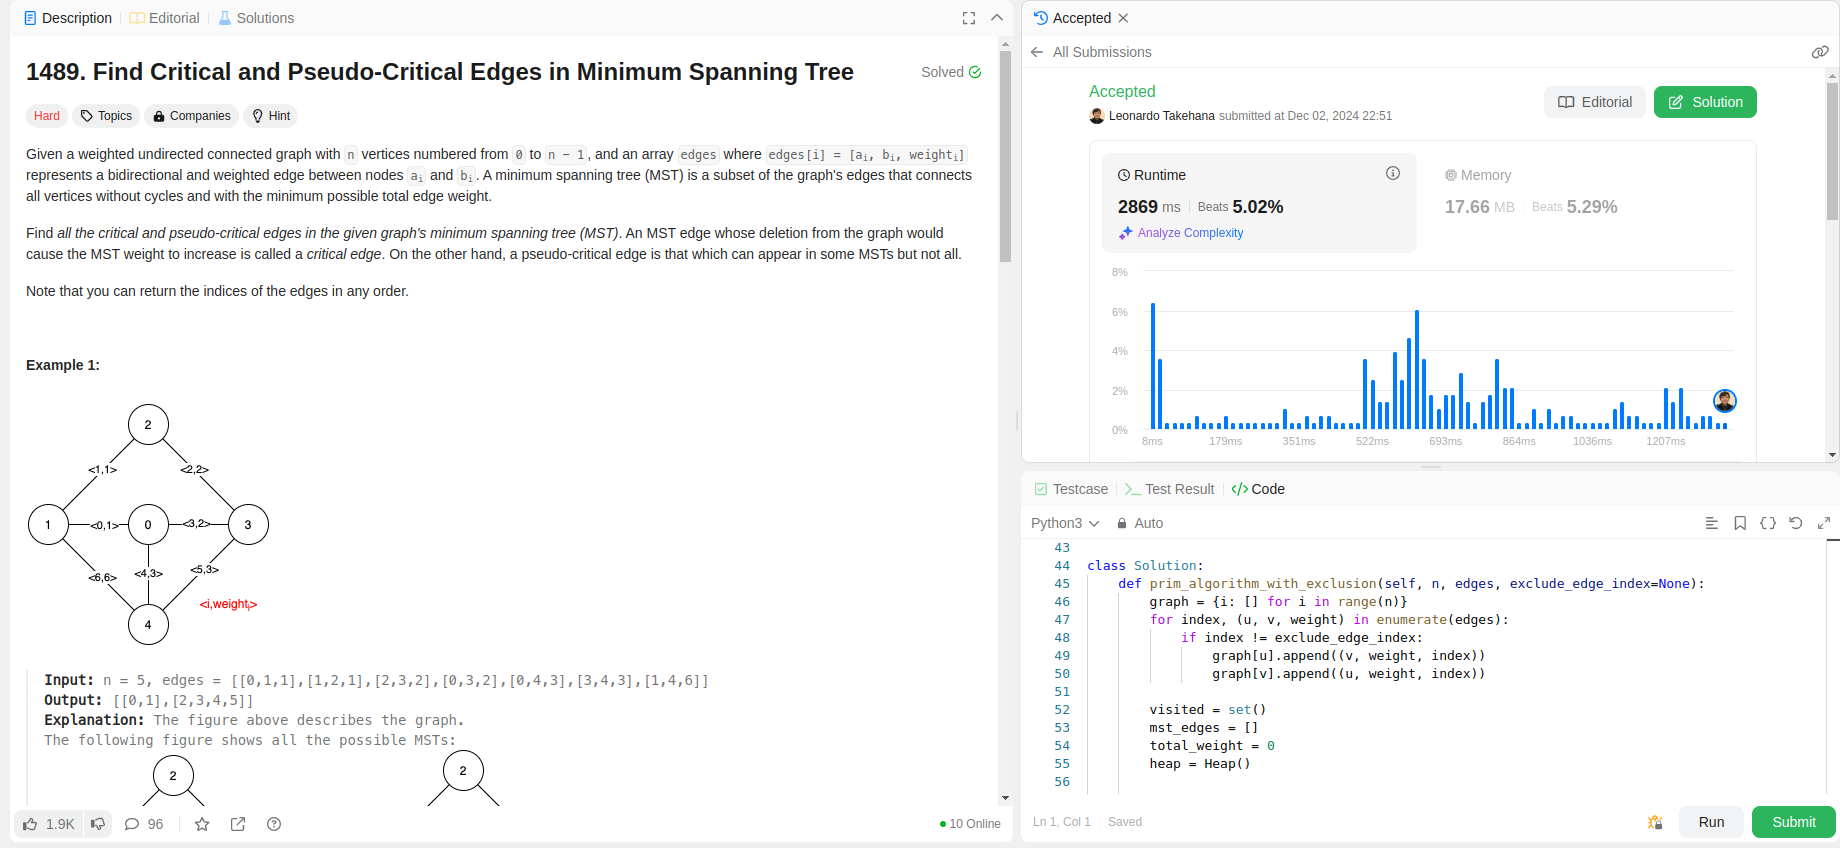 Description
Editorial
Solutions
1489. Find Critical and Pseudo-Critical Edges in Minimum Spanning Tree
Solved
Hard
Topics
Companies
Hint
Given a weighted undirected connected graph with n vertices numbered from 0 to n - 1, and an array edges where edges[i] = [ai, bi, weighti]
represents a bidirectional and weighted edge between nodes ai and bi. A minimum spanning tree (MST) is a subset of the graph's edges that connects
all vertices without cycles and with the minimum possible total edge weight.
Find all the critical and pseudo-critical edges in the given graph's minimum spanning tree (MST). An MST edge whose deletion from the graph would
cause the MST weight to increase is called a critical edge. On the other hand, a pseudo-critical edge is that which can appear in some MSTs but not all.
Note that you can return the indices of the edges in any order.
Example 1:
2
<1,1>
<2,2>
1
<0,1>
0
<3,2>
3
<6,6>
<4,3>
<5,3>
<i,weighti>
4
Input: n = 5, edges = [[0,1,1],[1,2,1],[2,3,2],[0,3,2],[0,4,3],[3,4,3],[1,4,6]]
Output: [[0,1],[2,3,4,5]]
Explanation: The figure above describes the graph.
The following figure shows all the possible MSTs:
2
2
1.9K
96
10 Online
Accepted
All Submissions
Accepted
Leonardo Takehana submitted at Dec 02, 2024 22:51
Editorial
Solution
Runtime
2869 ms
Beats 5.02%
Analyze Complexity
Memory
17.66 MB
Beats 5.29%
8%
6%
4%
2%
0%
8ms
179ms
351ms
522ms
693ms
864ms
1036ms
1207ms
Testcase
Test Result
Code
Python3
Auto
43
44 class Solution:
45     def prim_algorithm_with_exclusion(self, n, edges, exclude_edge_index=None):
46         graph = {i: [] for i in range(n)}
47         for index, (u, v, weight) in enumerate(edges):
48             if index != exclude_edge_index:
49                 graph[u].append((v, weight, index))
50                 graph[v].append((u, weight, index))
51
52         visited = set()
53         mst_edges = []
54         total_weight = 0
55         heap = Heap()
56
Ln 1, Col 1
Saved
Run
Submit